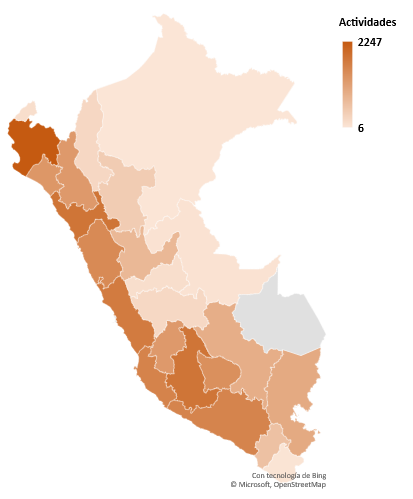 Actividades
2247
6
Con tecnología de Bing
© Microsoft, OpenStreetMap